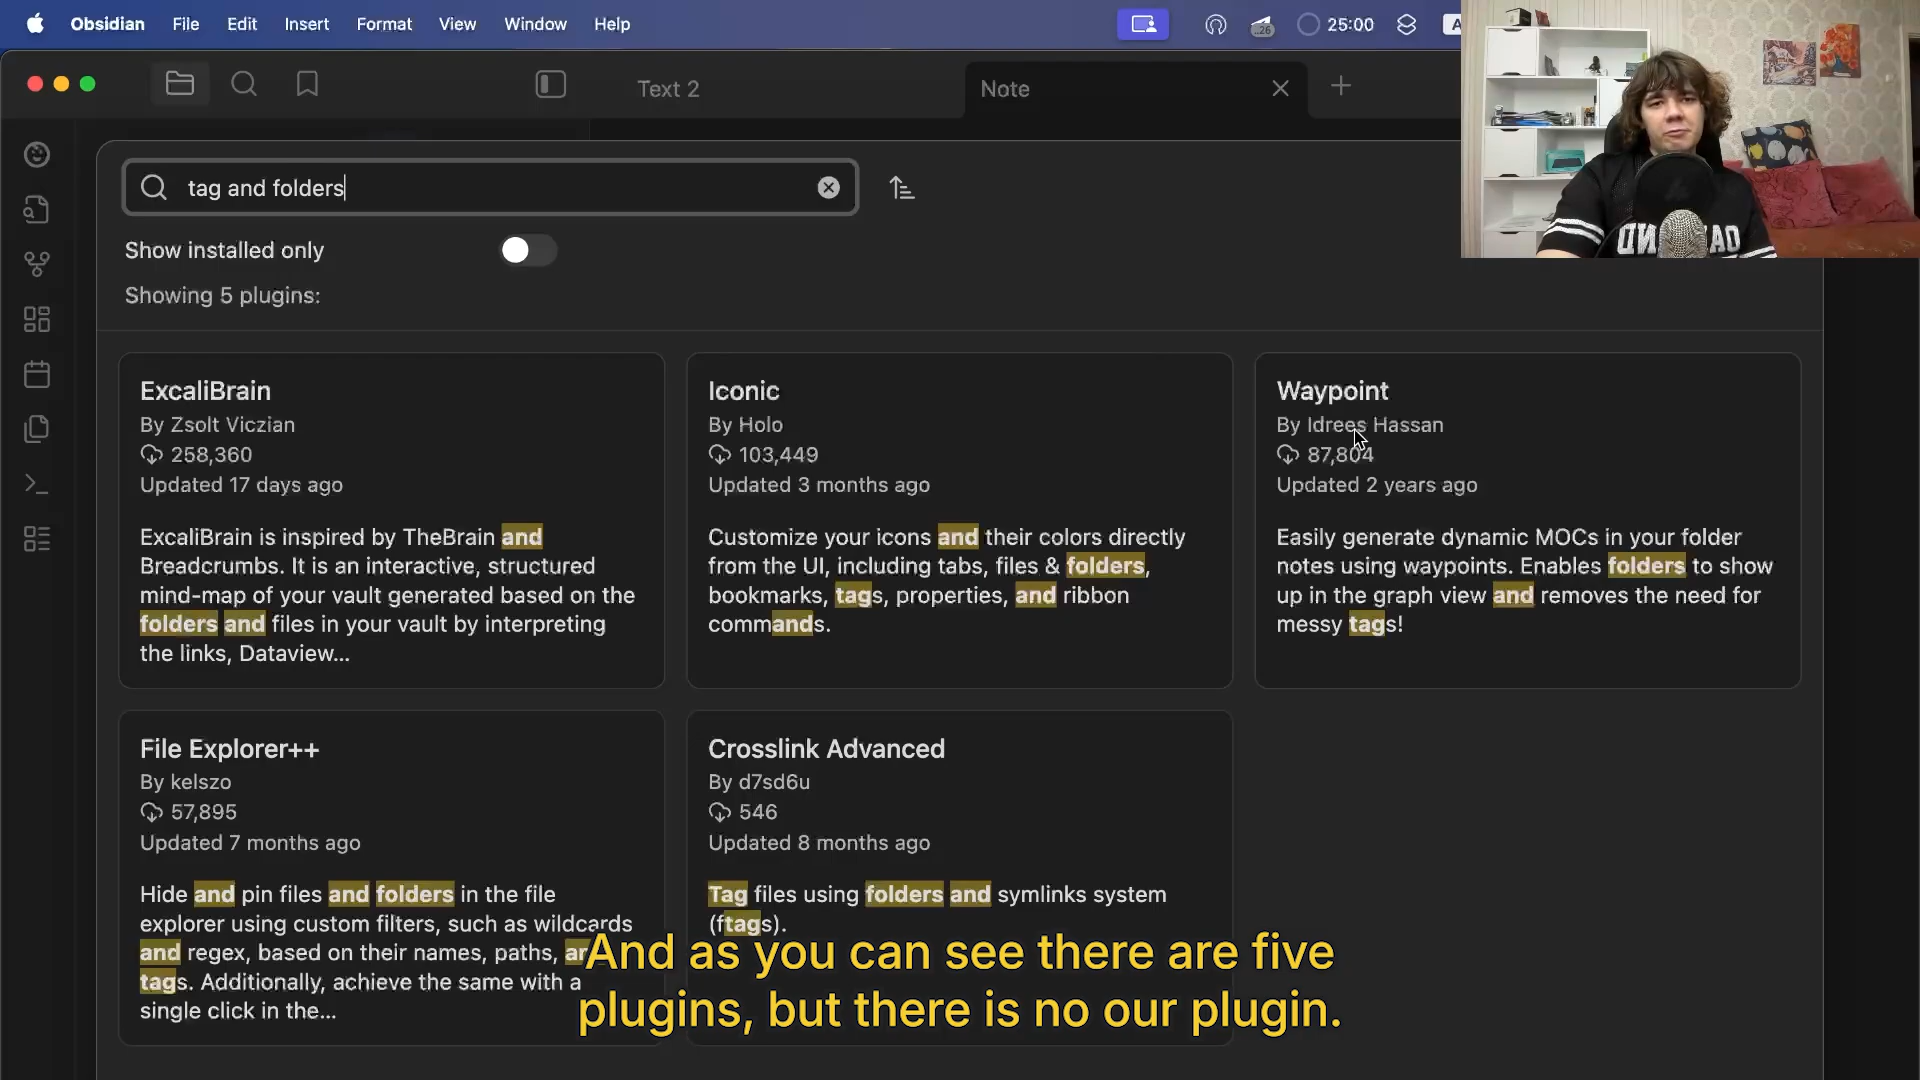 Obsidian File Edit Insert Format View Window Help
.26
25:00
A
Text 2
Note
tag and folders
Show installed only
Showing 5 plugins:
ExcaliBrain
By Zsolt Viczian
258,360
Updated 17 days ago
ExcaliBrain is inspired by TheBrain and
Breadcrumbs. It is an interactive, structured
mind-map of your vault generated based on the
folders and files in your vault by interpreting
the links, Dataview...
Iconic
By Holo
103,449
Updated 3 months ago
Customize your icons and their colors directly
from the UI, including tabs, files & folders,
bookmarks, tags, properties, and ribbon
commands.
Waypoint
By Idrees Hassan
87,804
Updated 2 years ago
Easily generate dynamic MOCs in your folder
notes using waypoints. Enables folders to show
up in the graph view and removes the need for
messy tags!
File Explorer++
By kelszo
57,895
Updated 7 months ago
Hide and pin files and folders in the file
explorer using custom filters, such as wildcards
and regex, based on their names, paths,
tags. Additionally, achieve the same with a
single click in the...
Crosslink Advanced
By d7sd6u
546
Updated 8 months ago
Tag files using folders and symlinks system
(ftags).
And as you can see there are five
plugins, but there is no our plugin.